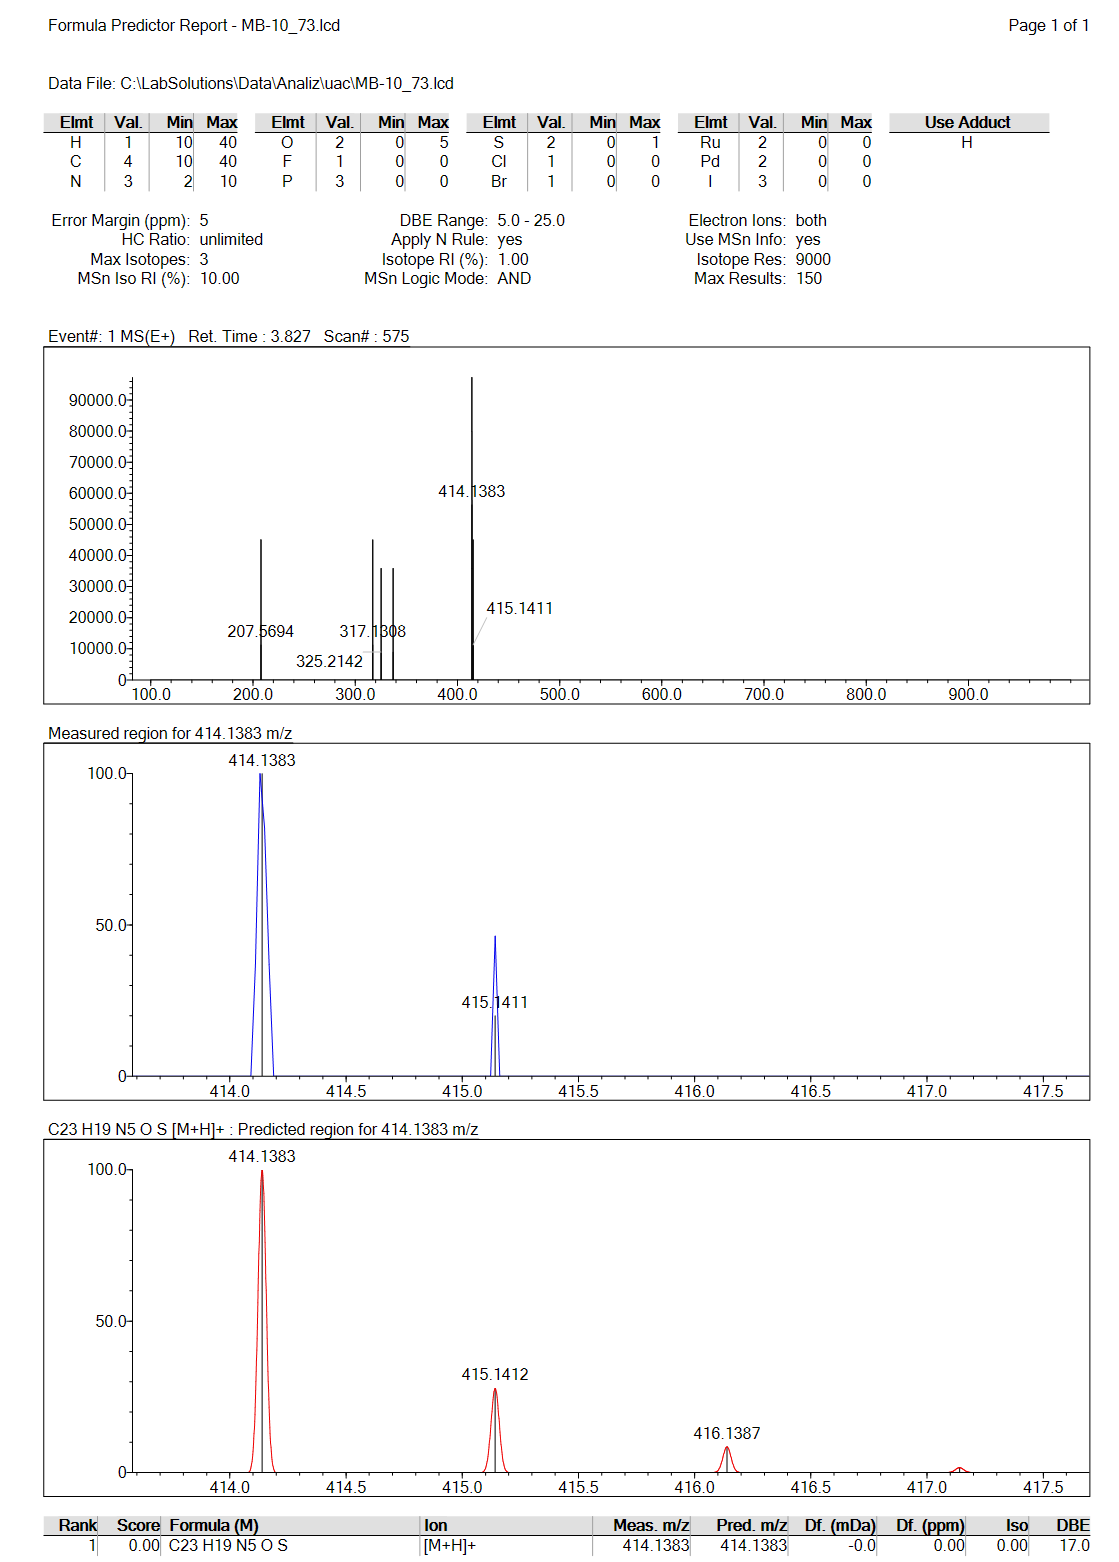 Formula Predictor Report - MB-10_73.lcd Page 1 of 1
Data File: C:\LabSolutions\Data\Analiz\uac\MB-10_73.lcd
Elmt Val. Min Max Elmt Val. Min Max Elmt Val. Min Max Elmt Val. Min Max Use Adduct
H 1 10 40 O 2 0 5 S 2 0 1 Ru 2 0 0 H
C 4 10 40 F 1 0 0 Cl 1 0 0 Pd 2 0 0
N 3 2 10 P 3 0 0 Br 1 0 0 I 3 0 0
Error Margin (ppm): 5 DBE Range: 5.0 - 25.0 Electron Ions: both
HC Ratio: unlimited Apply N Rule: yes Use MSn Info: yes
Max Isotopes: 3 Isotope RI (%): 1.00 Isotope Res: 9000
MSn Iso RI (%): 10.00 MSn Logic Mode: AND Max Results: 150
Event#: 1 MS(E+) Ret. Time : 3.827 Scan# : 575
90000.0
80000.0
70000.0
60000.0 414.1383
50000.0
40000.0
30000.0
20000.0 415.1411
10000.0 207.5694 317.1308
325.2142
0
100.0 200.0 300.0 400.0 500.0 600.0 700.0 800.0 900.0
Measured region for 414.1383 m/z
414.1383
100.0
50.0
415.1411
0
414.0 414.5 415.0 415.5 416.0 416.5 417.0 417.5
C23 H19 N5 O S [M+H]+ : Predicted region for 414.1383 m/z
414.1383
100.0
50.0
415.1412
416.1387
0
414.0 414.5 415.0 415.5 416.0 416.5 417.0 417.5
Rank Score Formula (M) Ion Meas. m/z Pred. m/z Df. (mDa) Df. (ppm) Iso DBE
1 0.00 C23 H19 N5 O S [M+H]+ 414.1383 414.1383 -0.0 0.00 0.00 17.0